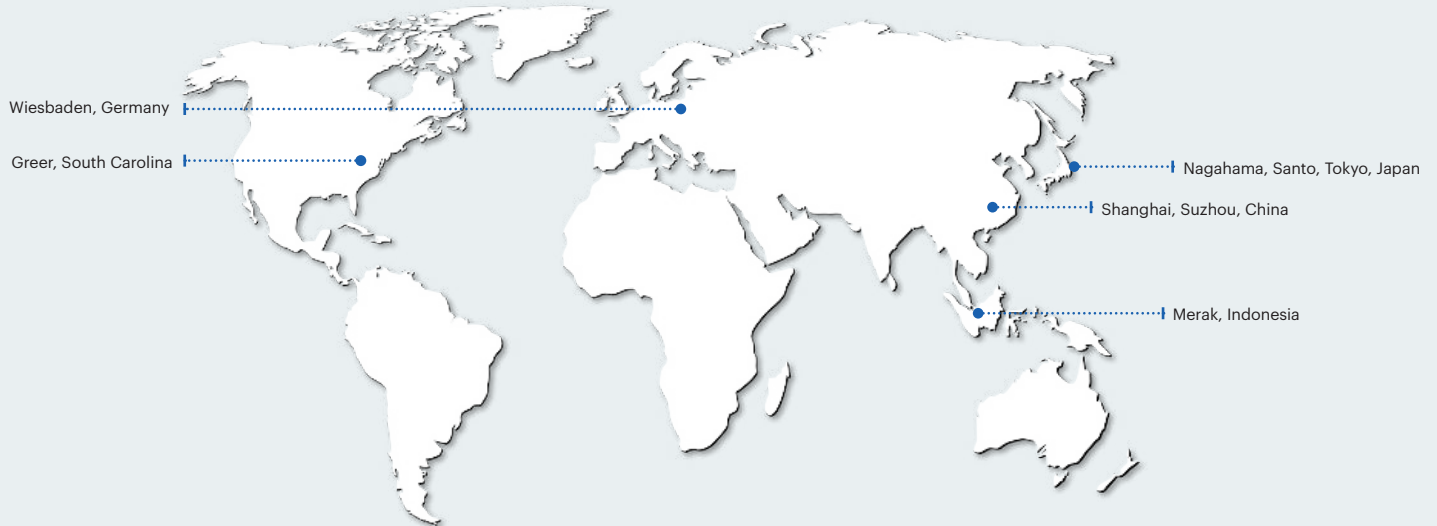 Wiesbaden, Germany
Greer, South Carolina
Nagahama, Santo, Tokyo, Japan
Shanghai, Suzhou, China
Merak, Indonesia